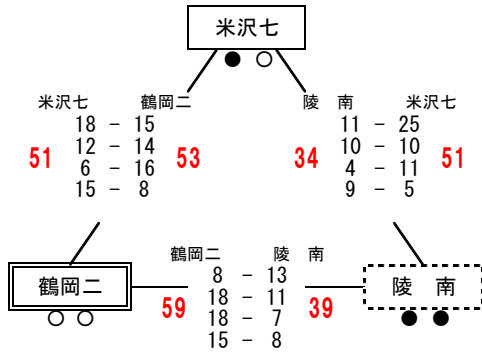 米沢七
● ○
米沢七 鶴岡二
51 18 - 15 53
12 - 14
6 - 16
15 - 8
陵 南 米沢七
34 11 - 25 51
10 - 10
4 - 11
9 - 5
鶴岡二
○ ○
鶴岡二 陵 南
59 8 - 13 39
18 - 11
18 - 7
15 - 8
陵 南
● ●